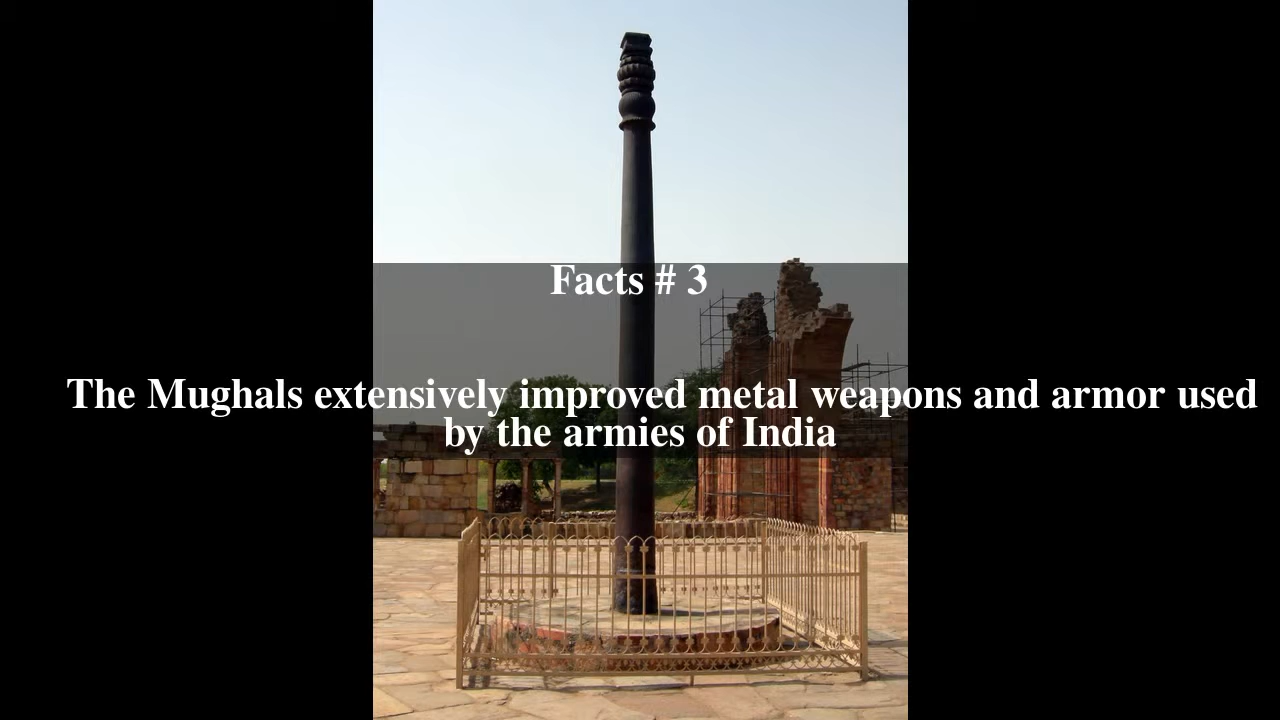 Facts # 3
The Mughals extensively improved metal weapons and armor used
by the armies of India